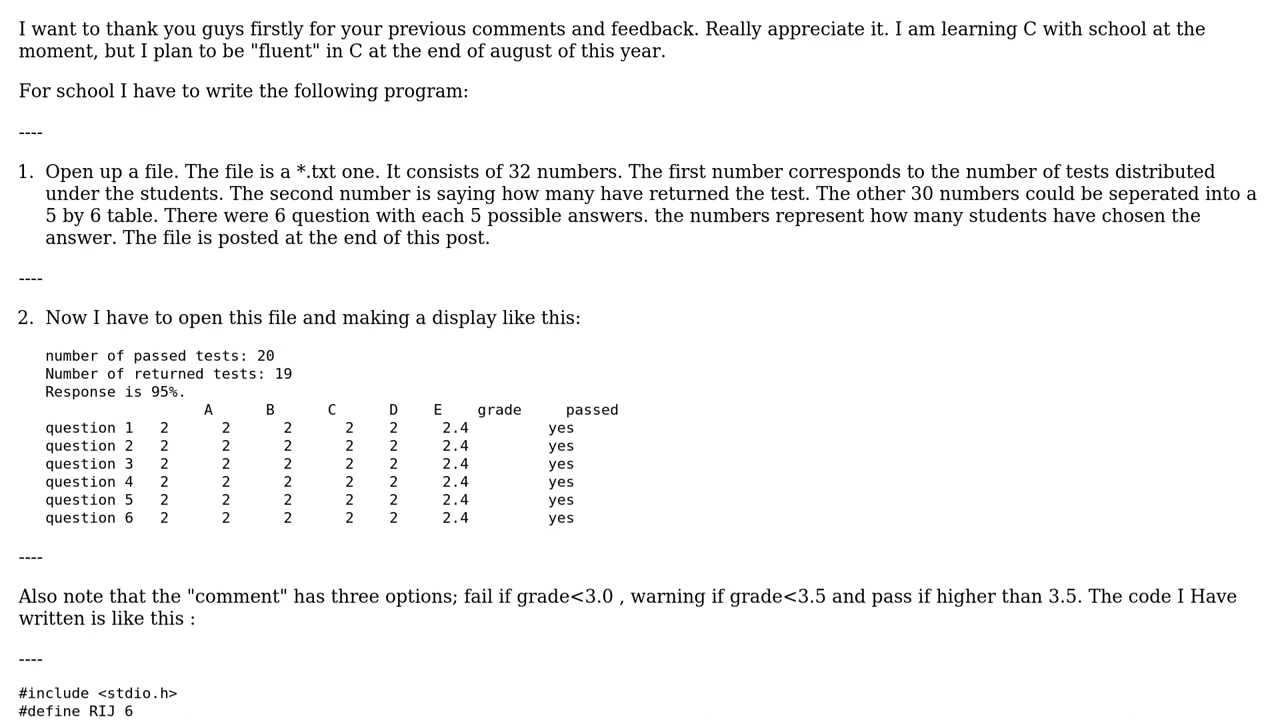 I want to thank you guys firstly for your previous comments and feedback. Really appreciate it. I am learning C with school at the
moment, but I plan to be "fluent" in C at the end of august of this year.
For school I have to write the following program:
----
1. Open up a file. The file is a *.txt one. It consists of 32 numbers. The first number corresponds to the number of tests distributed
under the students. The second number is saying how many have returned the test. The other 30 numbers could be seperated into a
5 by 6 table. There were 6 question with each 5 possible answers. the numbers represent how many students have chosen the
answer. The file is posted at the end of this post.
----
2. Now I have to open this file and making a display like this:
number of passed tests: 20
Number of returned tests: 19
Response is 95%.
A B C D E grade passed
question 1 2 2 2 2 2 2.4 yes
question 2 2 2 2 2 2 2.4 yes
question 3 2 2 2 2 2 2.4 yes
question 4 2 2 2 2 2 2.4 yes
question 5 2 2 2 2 2 2.4 yes
question 6 2 2 2 2 2 2.4 yes
----
Also note that the "comment" has three options; fail if grade<3.0 , warning if grade<3.5 and pass if higher than 3.5. The code I Have
written is like this :
----
#include <stdio.h>
#define RIJ 6